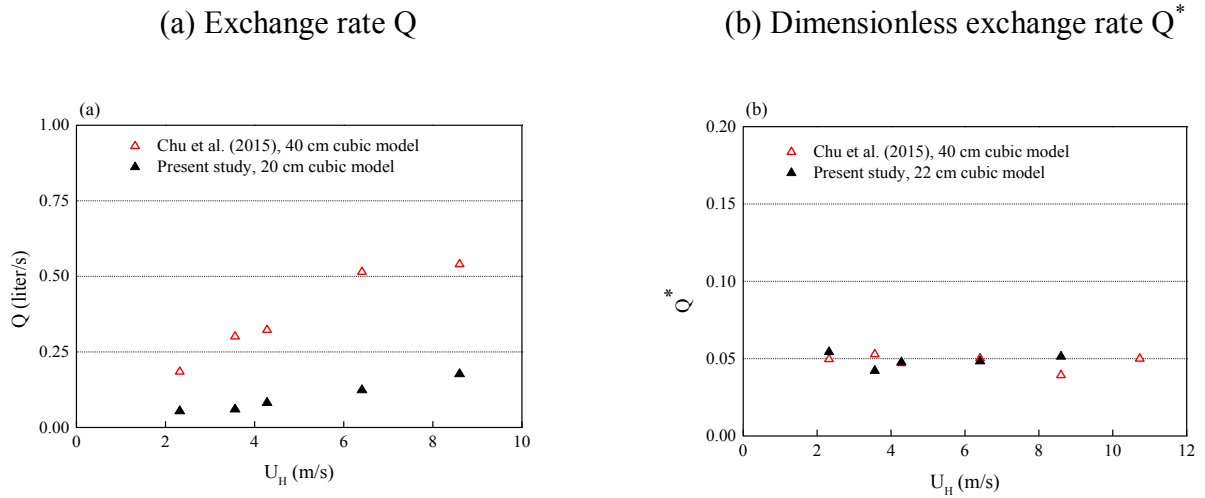 (a) Exchange rate Q
(b) Dimensionless exchange rate Q*
(a)
1.00
0.75
0.50
0.25
0.00
Q (liter/s)
Chu et al. (2015), 40 cm cubic model
Present study, 20 cm cubic model
0 2 4 6 8 10
U_H (m/s)
(b)
0.20
0.15
0.10
0.05
0.00
Q*
Chu et al. (2015), 40 cm cubic model
Present study, 22 cm cubic model
0 2 4 6 8 10 12
U_H (m/s)